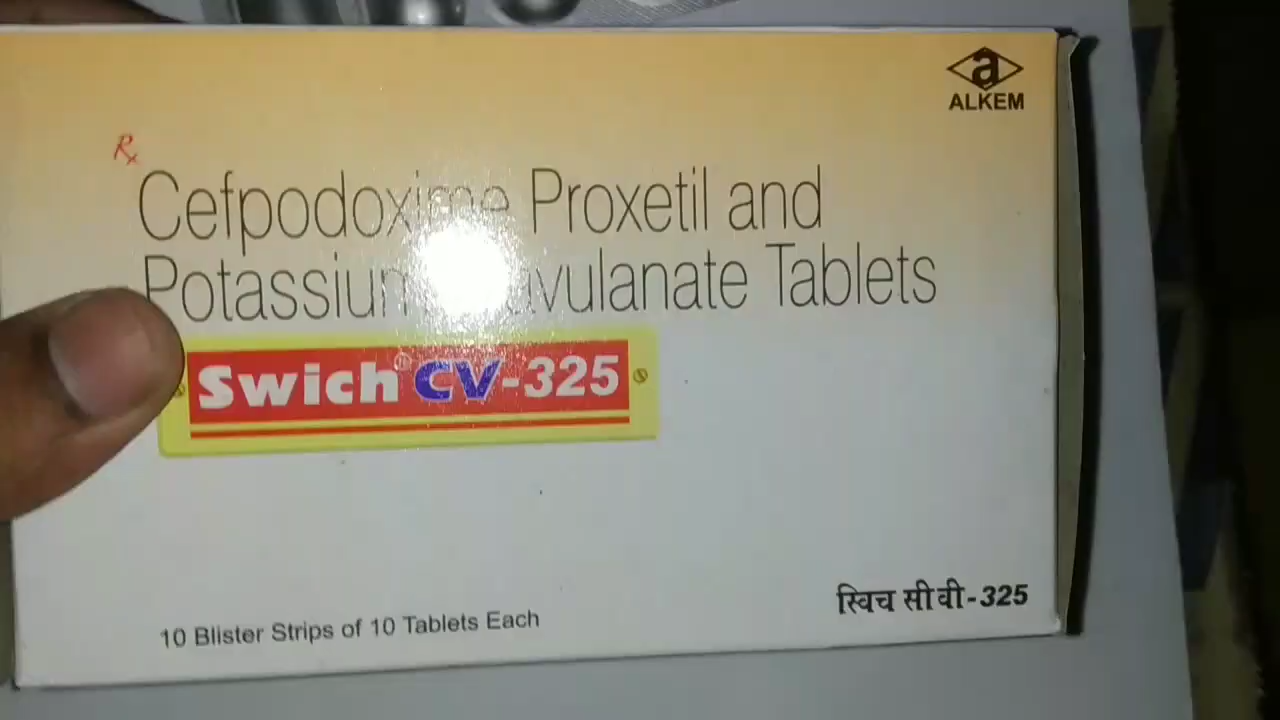 a
ALKEM
Rx
Cefpodoxime Proxetil and
Potassium Clavulanate Tablets
Swich® CV-325
10 Blister Strips of 10 Tablets Each
स्विच सी वी-325